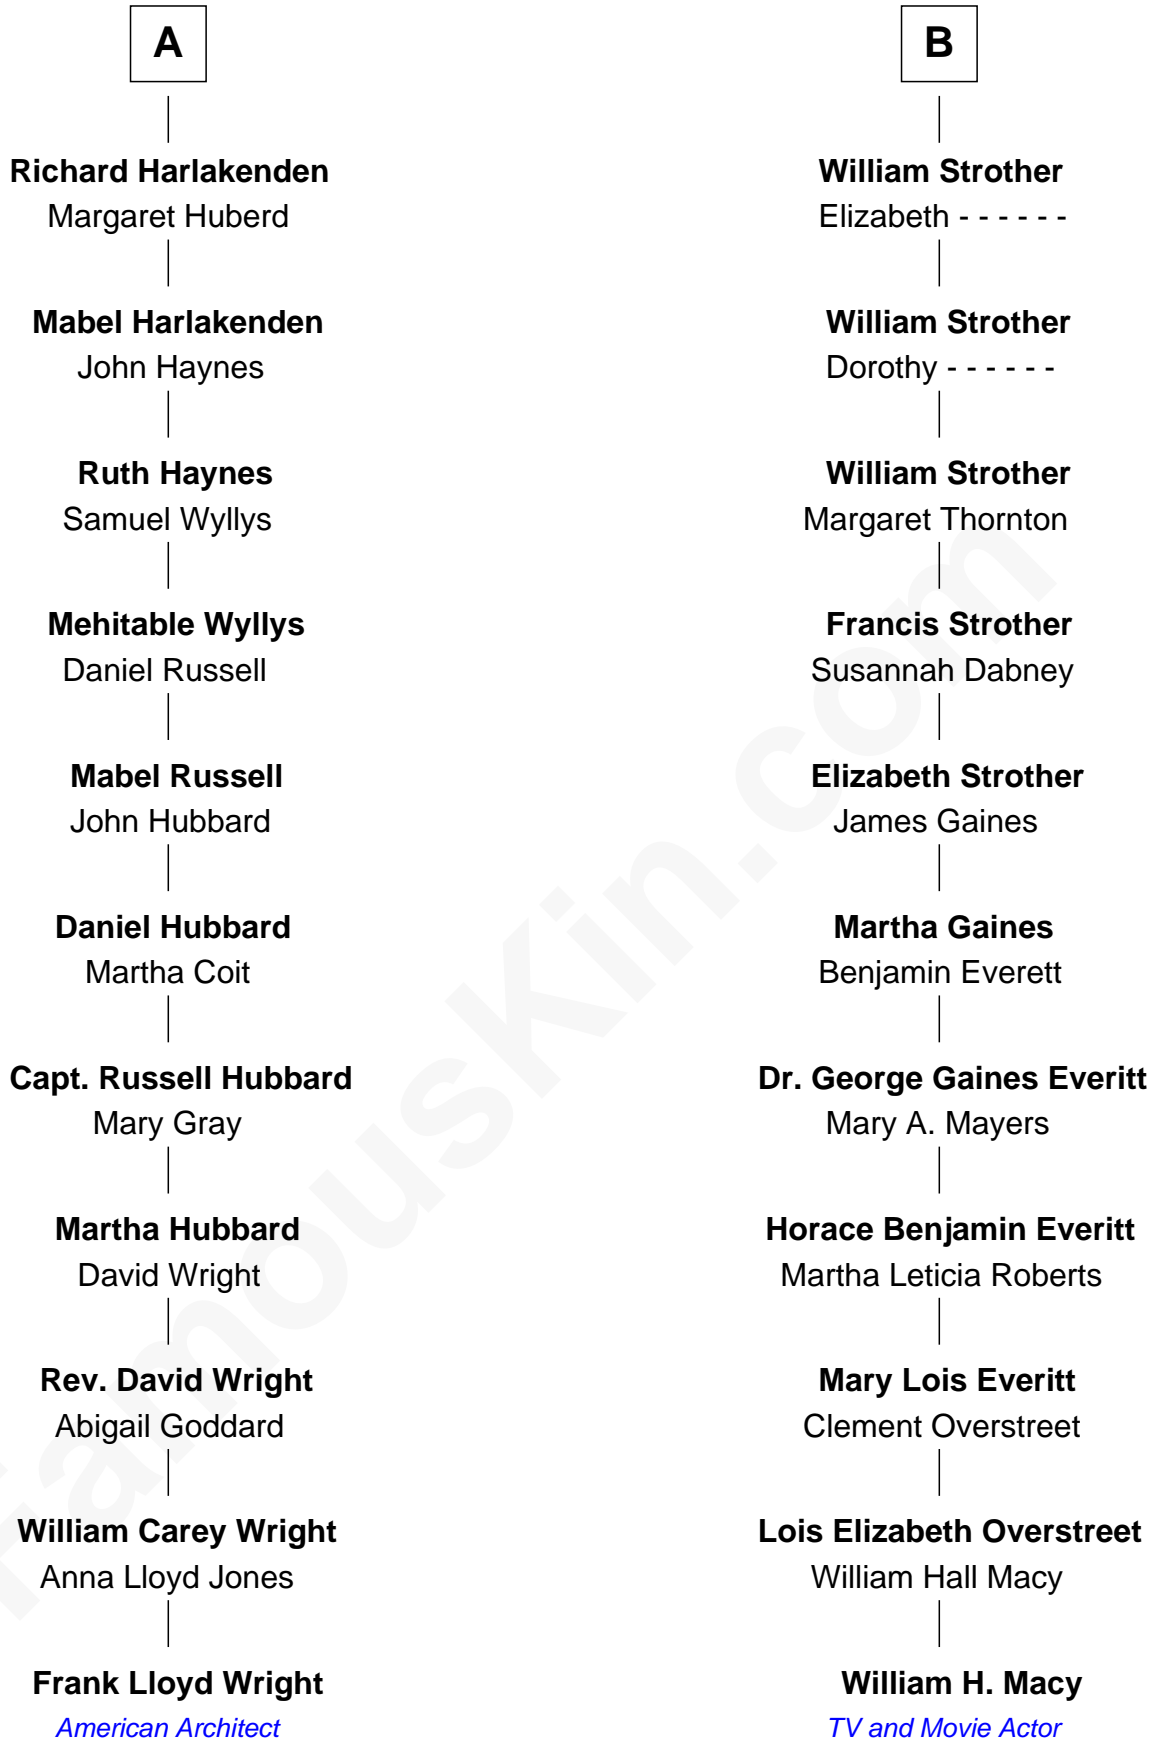 A
Richard Harlakenden
Margaret Huberd
Mabel Harlakenden
John Haynes
Ruth Haynes
Samuel Wyllys
Mehitable Wyllys
Daniel Russell
Mabel Russell
John Hubbard
Daniel Hubbard
Martha Coit
Capt. Russell Hubbard
Mary Gray
Martha Hubbard
David Wright
Rev. David Wright
Abigail Goddard
William Carey Wright
Anna Lloyd Jones
Frank Lloyd Wright
American Architect
B
William Strother
Elizabeth - - - - - -
William Strother
Dorothy - - - - - -
William Strother
Margaret Thornton
Francis Strother
Susannah Dabney
Elizabeth Strother
James Gaines
Martha Gaines
Benjamin Everett
Dr. George Gaines Everitt
Mary A. Mayers
Horace Benjamin Everitt
Martha Leticia Roberts
Mary Lois Everitt
Clement Overstreet
Lois Elizabeth Overstreet
William Hall Macy
William H. Macy
TV and Movie Actor
FamousKin.com